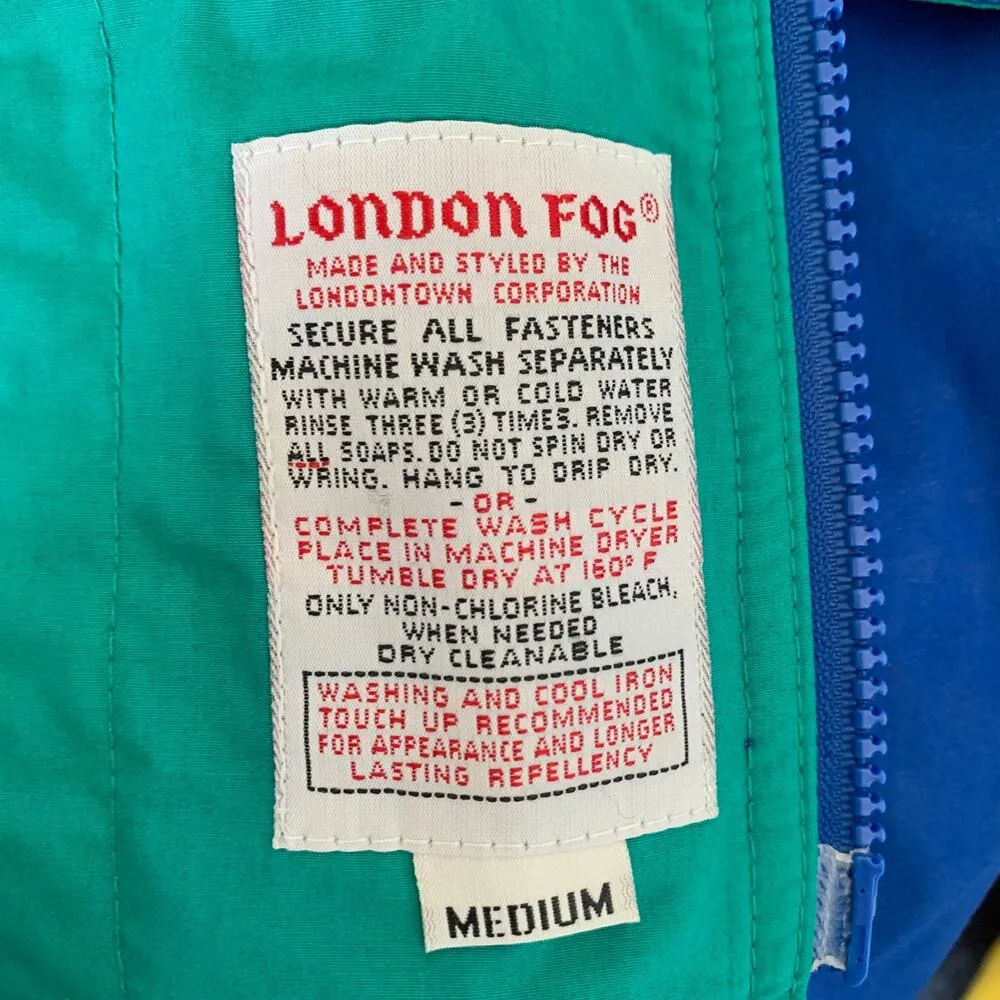 LONDON FOG®
MADE AND STYLED BY THE
LONDONTOWN CORPORATION
SECURE ALL FASTENERS
MACHINE WASH SEPARATELY
WITH WARM OR COLD WATER
RINSE THREE (3) TIMES. REMOVE
ALL SOAPS. DO NOT SPIN DRY OR
WRING. HANG TO DRIP DRY.
- OR -
COMPLETE WASH CYCLE
PLACE IN MACHINE DRYER
TUMBLE DRY AT 160° F
ONLY NON-CHLORINE BLEACH,
WHEN NEEDED
DRY CLEANABLE
WASHING AND COOL IRON
TOUCH UP RECOMMENDED
FOR APPEARANCE AND LONGER
LASTING REPELLENCY
MEDIUM